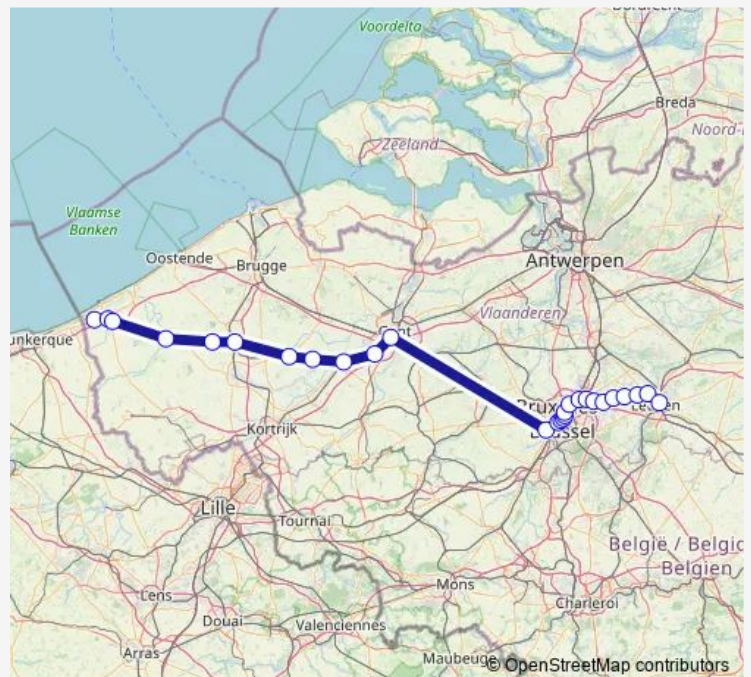 Voordelta
Breda
Zeeland
Noord-
Vlaamse
Banken
Oostende
Brugge
Antwerpen
Vlaanderen
unkerque
Kortrijk
Lille
Tournai
België / Belgic
Belgien
Mons
Lens
Charleroi
Douai
Valenciennes
Arras
Maubeuge
© OpenStreetMap contributors